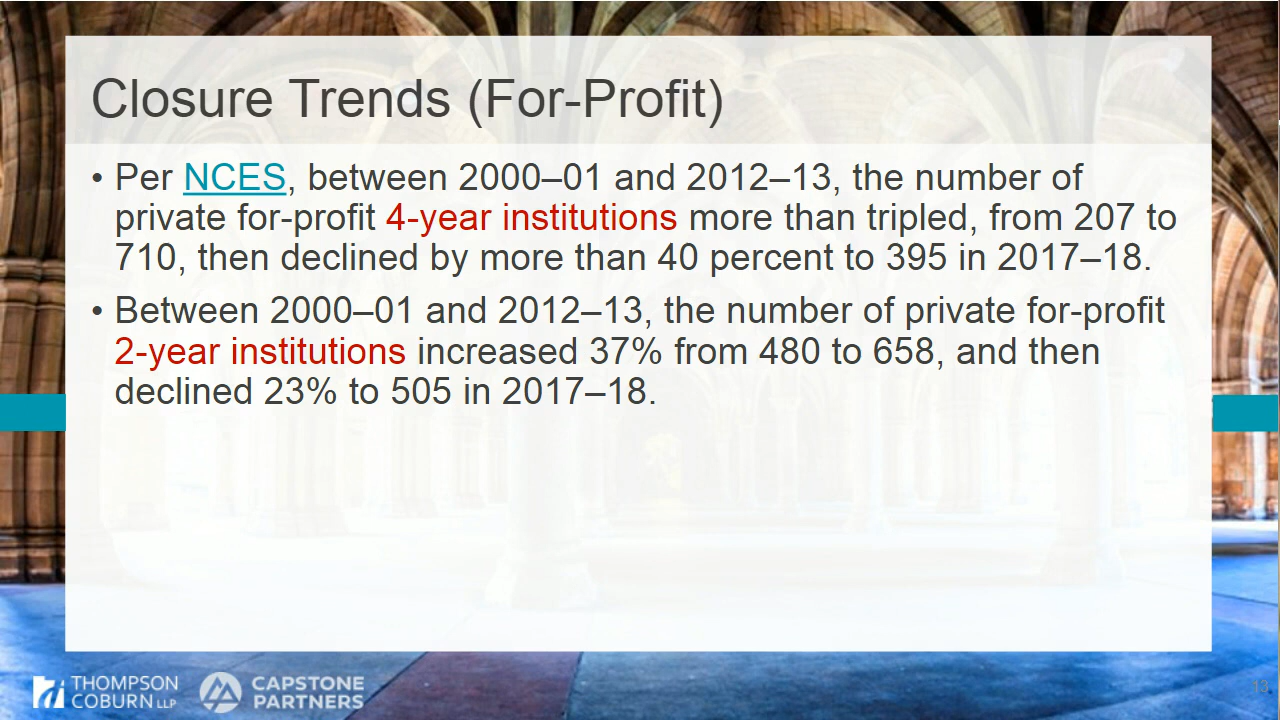 Closure Trends (For-Profit)
• Per NCES, between 2000–01 and 2012–13, the number of
private for-profit 4-year institutions more than tripled, from 207 to
710, then declined by more than 40 percent to 395 in 2017–18.
• Between 2000–01 and 2012–13, the number of private for-profit
2-year institutions increased 37% from 480 to 658, and then
declined 23% to 505 in 2017–18.
THOMPSON
COBURN LLP
CAPSTONE
PARTNERS
13